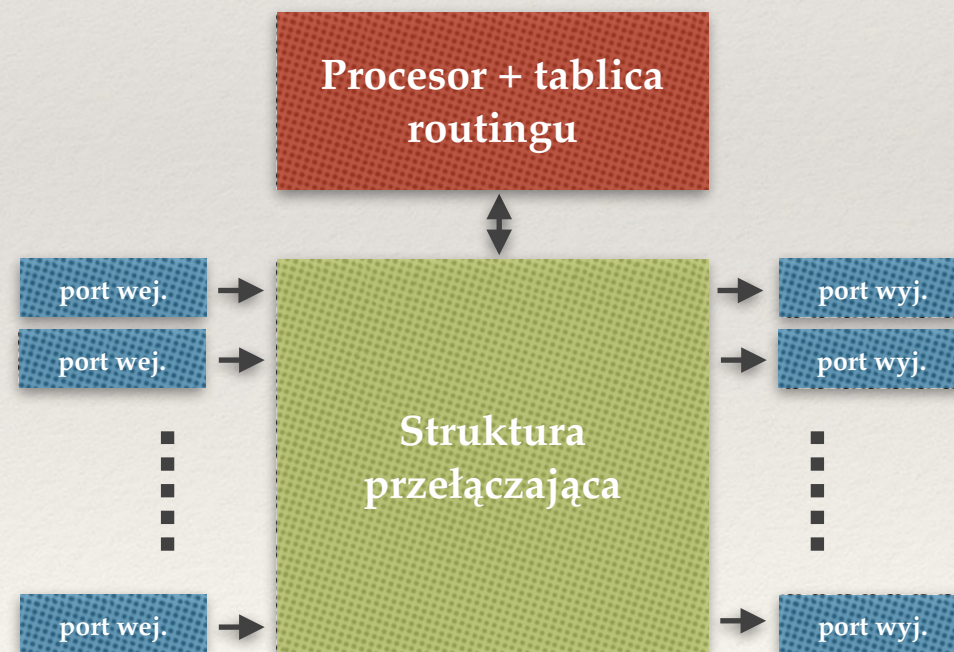 Procesor + tablica
routingu
port wej.
port wyj.
port wej.
port wyj.
Struktura
przełączająca
port wej.
port wyj.